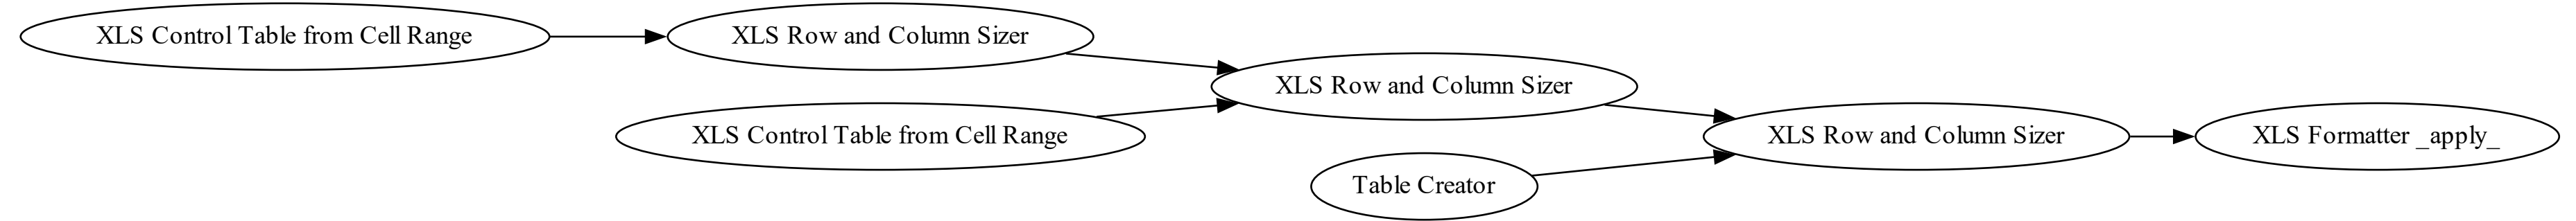 XLS Control Table from Cell Range
XLS Row and Column Sizer
XLS Row and Column Sizer
XLS Control Table from Cell Range
XLS Row and Column Sizer
XLS Formatter _apply_
Table Creator